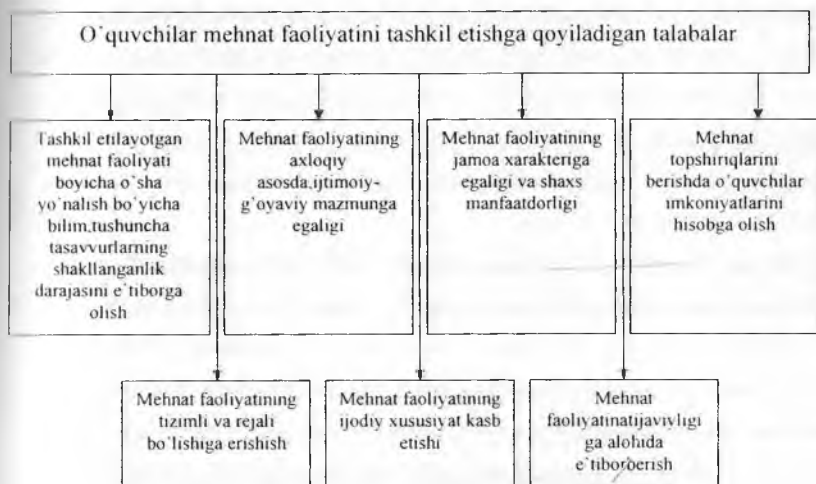 O`quvchilar mehnat faoliyatini tashkil etishga qoyiladigan talabalar
Tashkil etilayotgan
mehnat faoliyati
boyicha o`sha
yo`nalish bo`yicha
bilim,tushuncha
tasavvurlarning
shakllanganlik
darajasini e`tiborga
olish
Mehnat faoliyatining
axloqiy
asosda,ijtimoiy-
g`oyaviy mazmunga
egaligi
Mehnat faoliyatining
jamoa xarakteriga
egaligi va shaxs
manfaatdorligi
Mehnat
topshiriqlarini
berishda o`quvchilar
imkoniyatlarini
hisobga olish
Mehnat faoliyatining
tizimli va rejali
bo`lishiga erishish
Mehnat faoliyatining
ijodiy xususiyat kasb
etishi
Mehnat
faoliyatinatijaviyligi
ga alohida
e`tiborberish